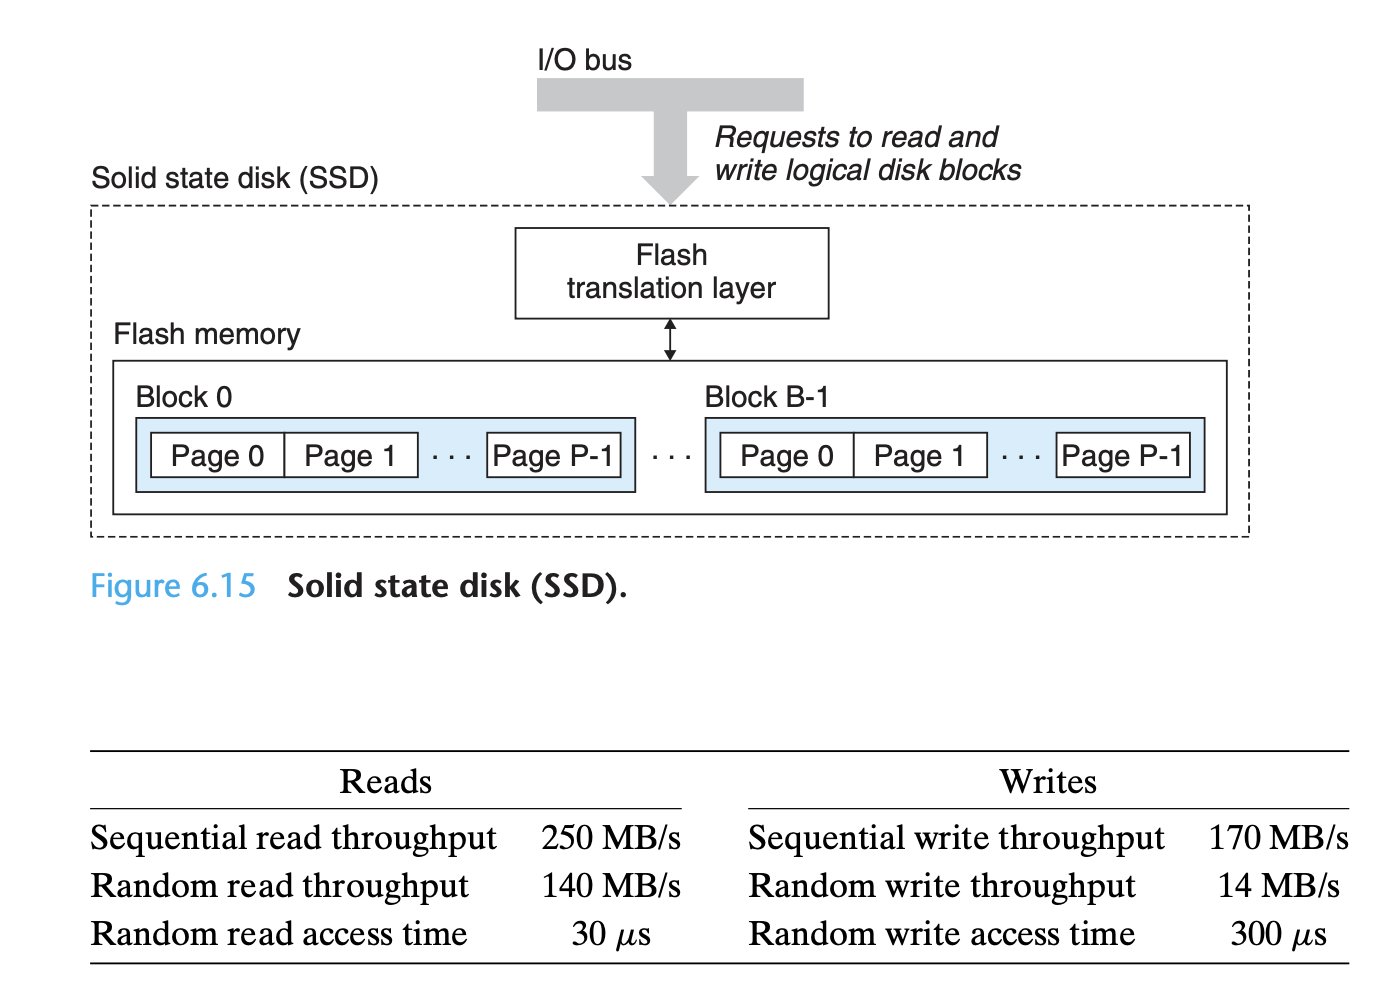 I/O bus
Requests to read and
write logical disk blocks
Solid state disk (SSD)
Flash
translation layer
Flash memory
Block 0
Block B-1
Page 0 Page 1 · · · Page P-1 · · · Page 0 Page 1 · · · Page P-1
Figure 6.15 Solid state disk (SSD).
Reads Writes
Sequential read throughput 250 MB/s Sequential write throughput 170 MB/s
Random read throughput 140 MB/s Random write throughput 14 MB/s
Random read access time 30 μs Random write access time 300 μs